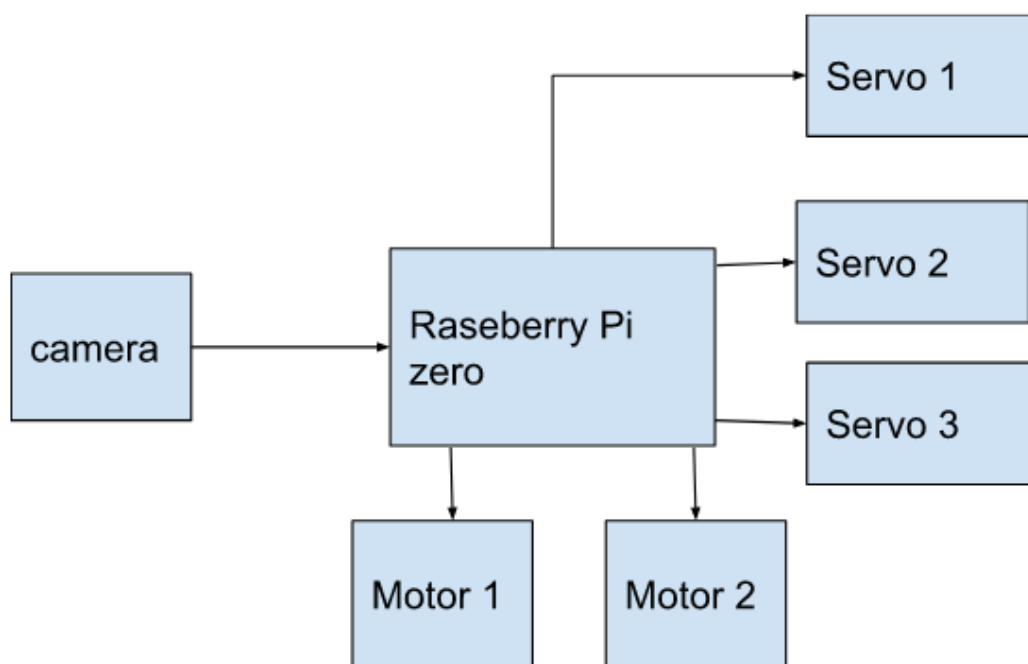 Servo 1
Servo 2
camera
Raseberry Pi
zero
Servo 3
Motor 1
Motor 2